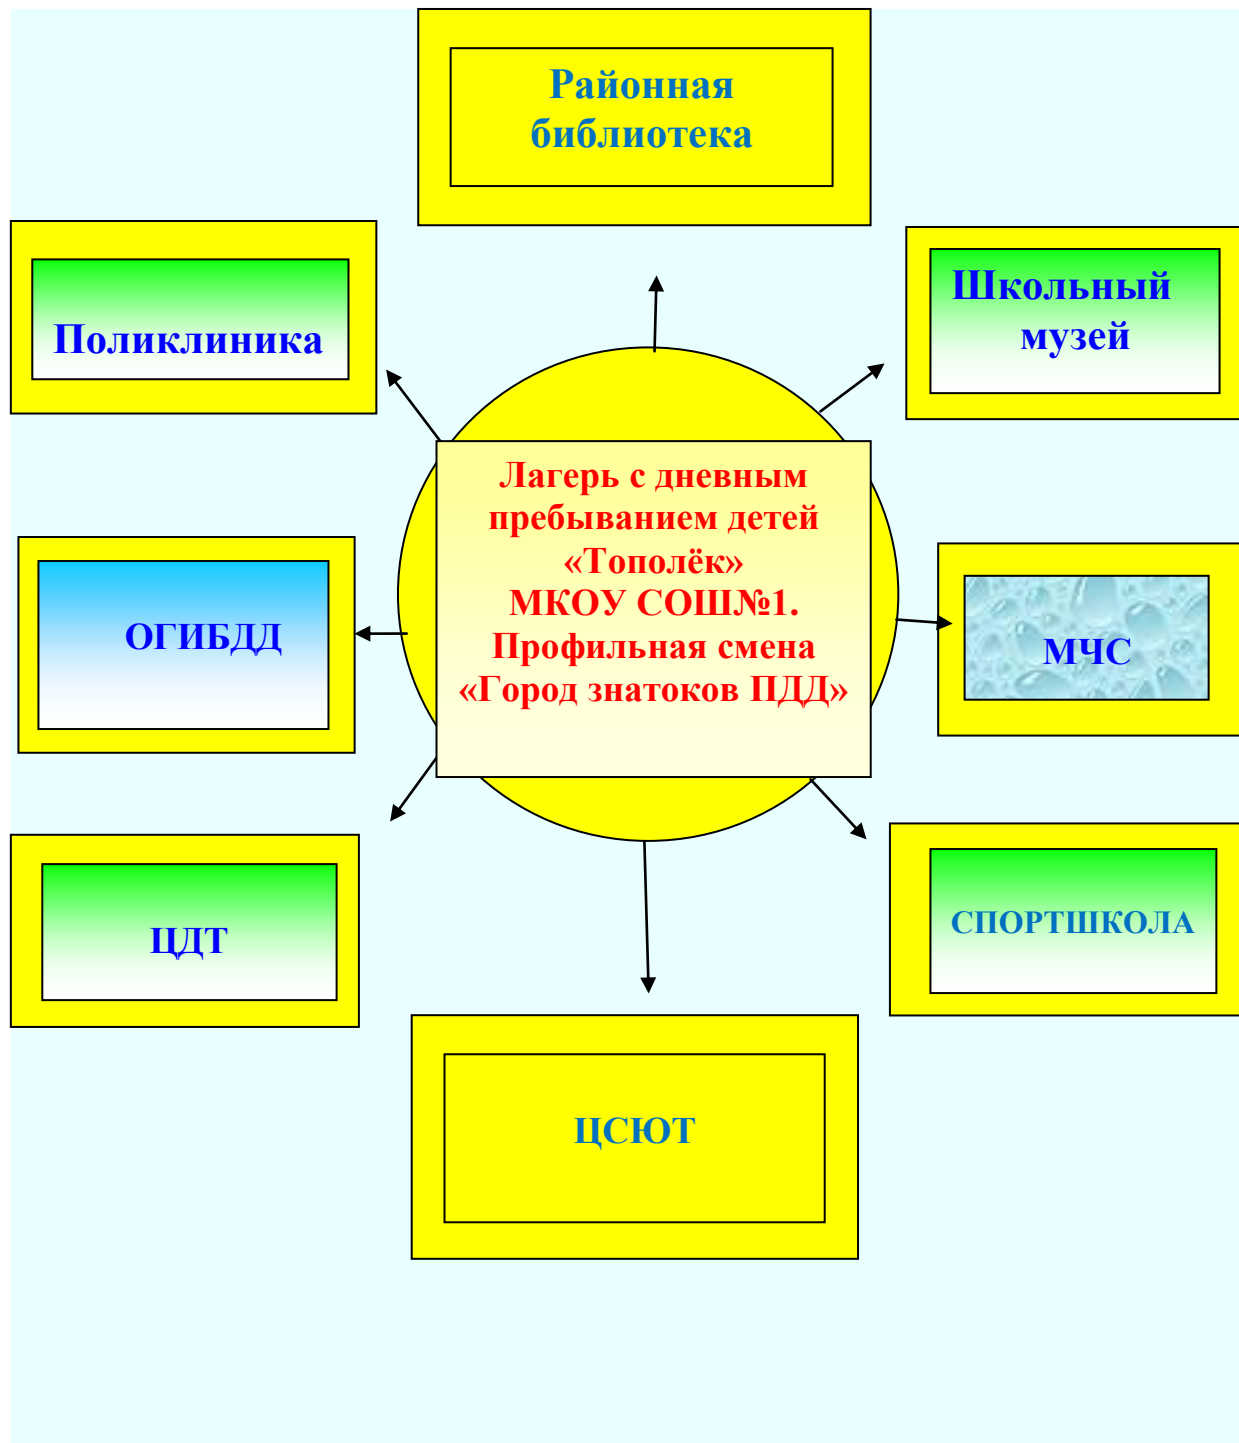 Районная
библиотека
Поликлиника
Школьный
музей
Лагерь с дневным
пребыванием детей
«Тополёк»
МКОУ СОШ№1.
Профильная смена
«Город знатоков ПДД»
ОГИБДД
МЧС
ЦДТ
СПОРТШКОЛА
ЦСЮТ